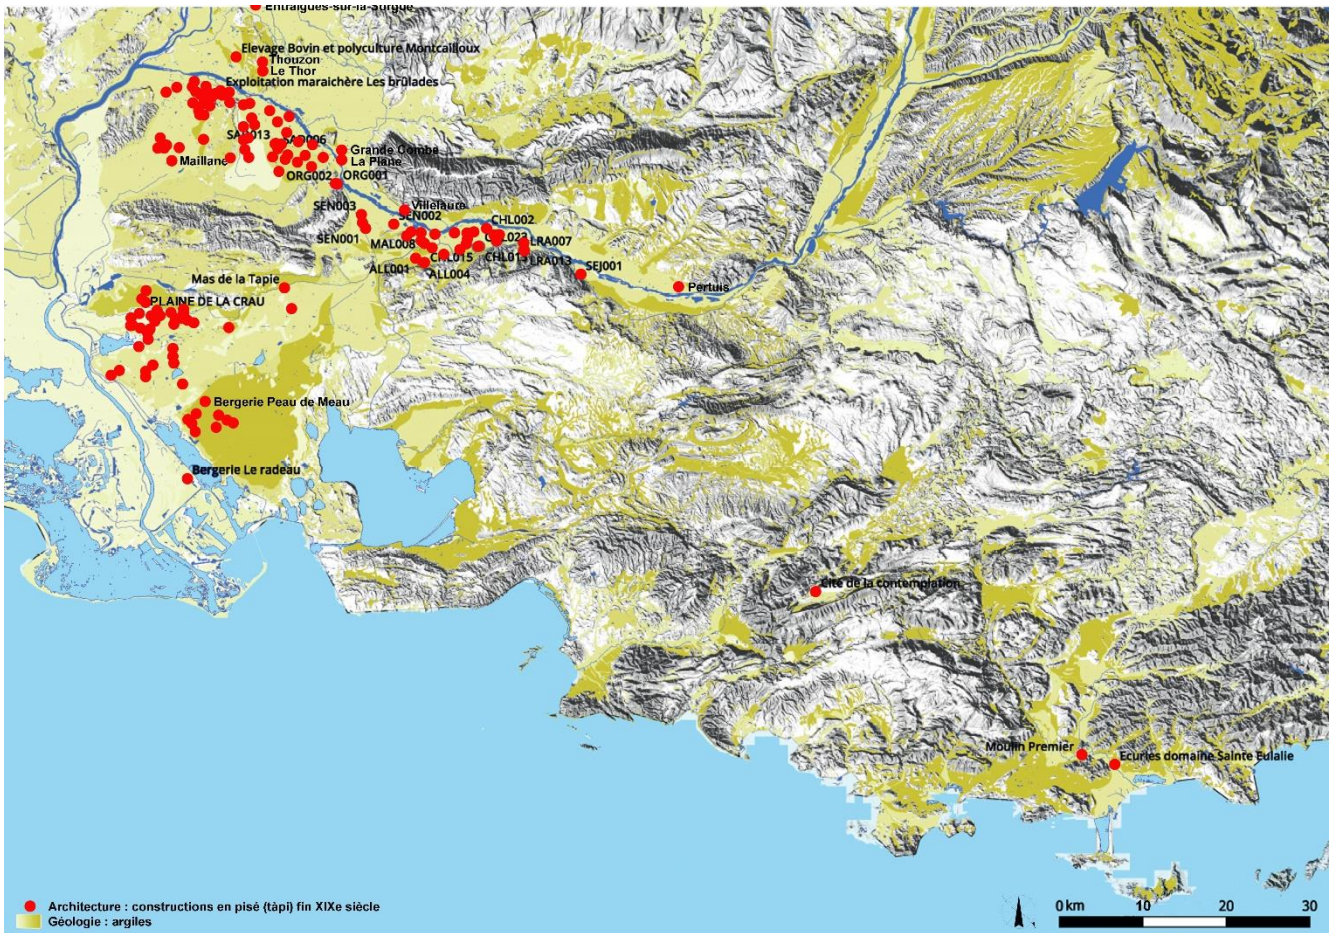 Entraigues-sur-la-Sorgue
Elevage Bovin et polyculture Montcailloux
Thouzon
Le Thor
Exploitation maraichère Les brûlades
Grande Combe
La Plane
Maillane
ORG002
ORG001
SEN003
Villelaure
SEN002
CHL002
SEN001
MAL008
LRA007
CHL015
LRA013
ALL001
ALL004
SEJ001
Mas de la Tapie
Pertuis
PLAINE DE LA CRAU
Bergerie Peau de Meau
Bergerie Le radeau
Cité de la contemplation
Moulin Premier
Ecuries domaine Sainte Eulalie
Architecture : constructions en pisé (tàpi) fin XIXe siècle
Géologie : argiles
0 km 10 20 30